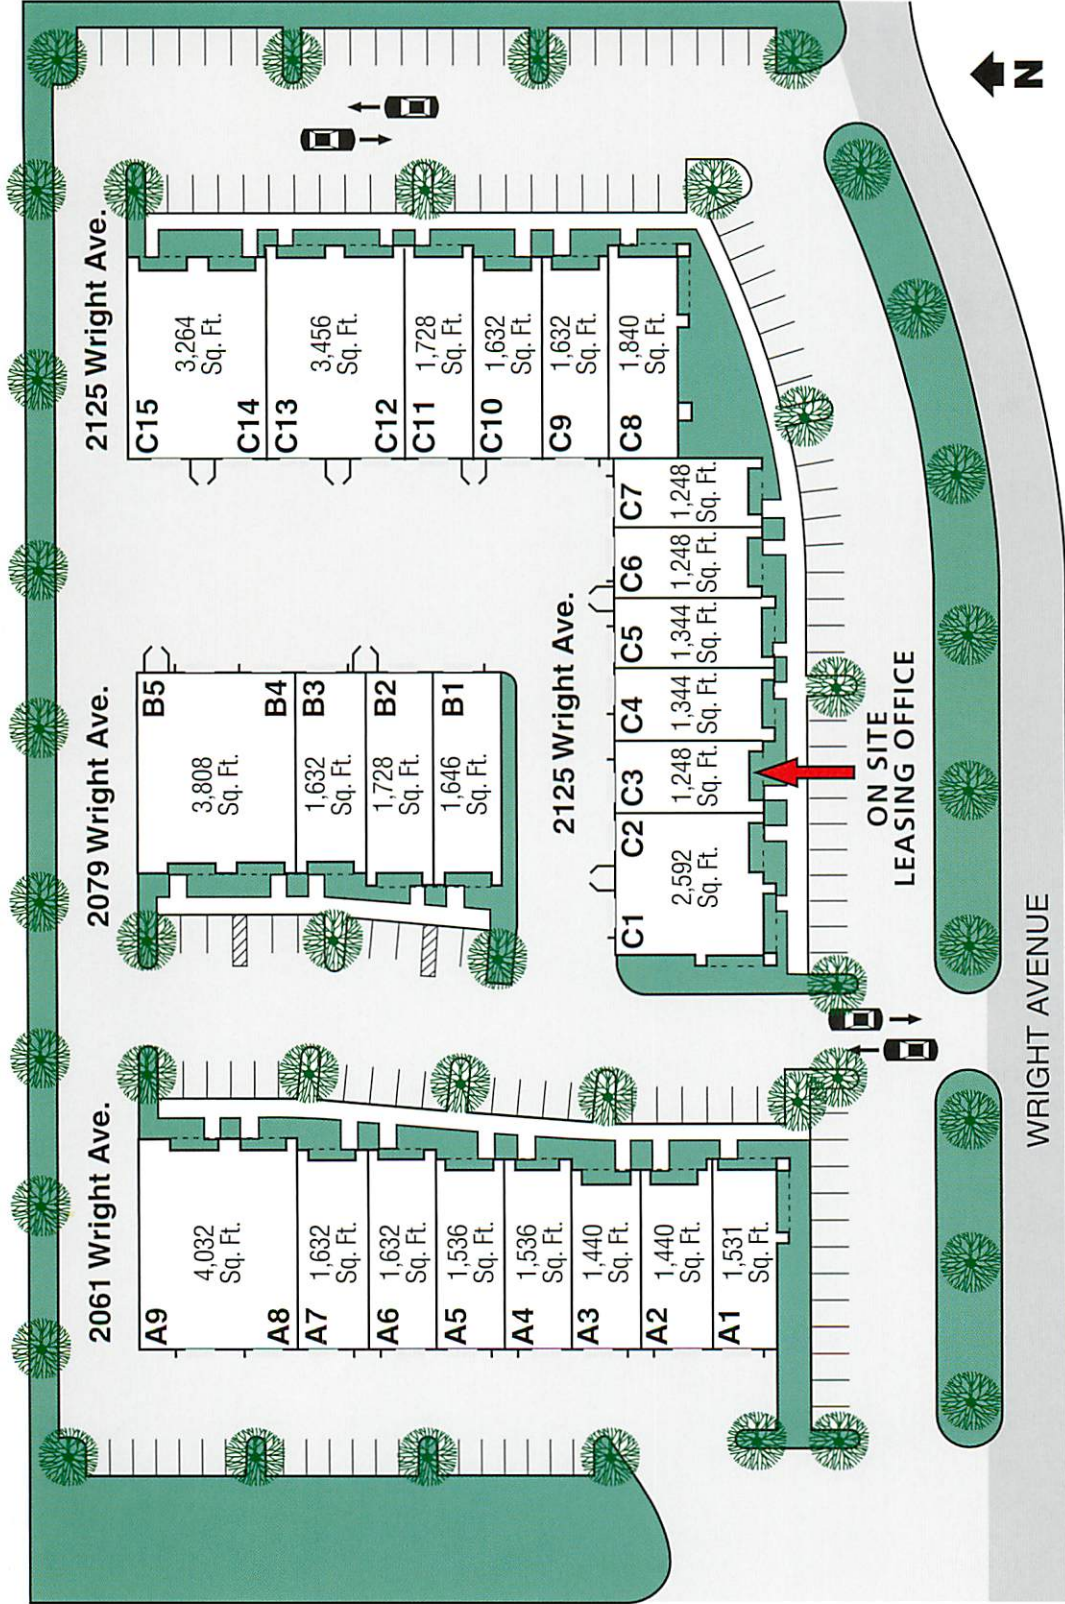 2061 Wright Ave.
A9
4,032
Sq. Ft.
A8
A7
1,632
Sq. Ft.
A6
1,632
Sq. Ft.
A5
1,536
Sq. Ft.
A4
1,536
Sq. Ft.
A3
1,440
Sq. Ft.
A2
1,440
Sq. Ft.
A1
1,531
Sq. Ft.
2079 Wright Ave.
B5
3,808
Sq. Ft.
B4
B3
1,632
Sq. Ft.
B2
1,728
Sq. Ft.
B1
1,646
Sq. Ft.
2125 Wright Ave.
C15
3,264
Sq. Ft.
C14
C13
3,456
Sq. Ft.
C12
C11
1,728
Sq. Ft.
C10
1,632
Sq. Ft.
C9
1,632
Sq. Ft.
C8
1,840
Sq. Ft.
2125 Wright Ave.
C1
C2
2,592
Sq. Ft.
C3
1,248
Sq. Ft.
C4
1,344
Sq. Ft.
C5
1,344
Sq. Ft.
C6
1,248
Sq. Ft.
C7
1,248
Sq. Ft.
ON SITE
LEASING OFFICE
WRIGHT AVENUE
N